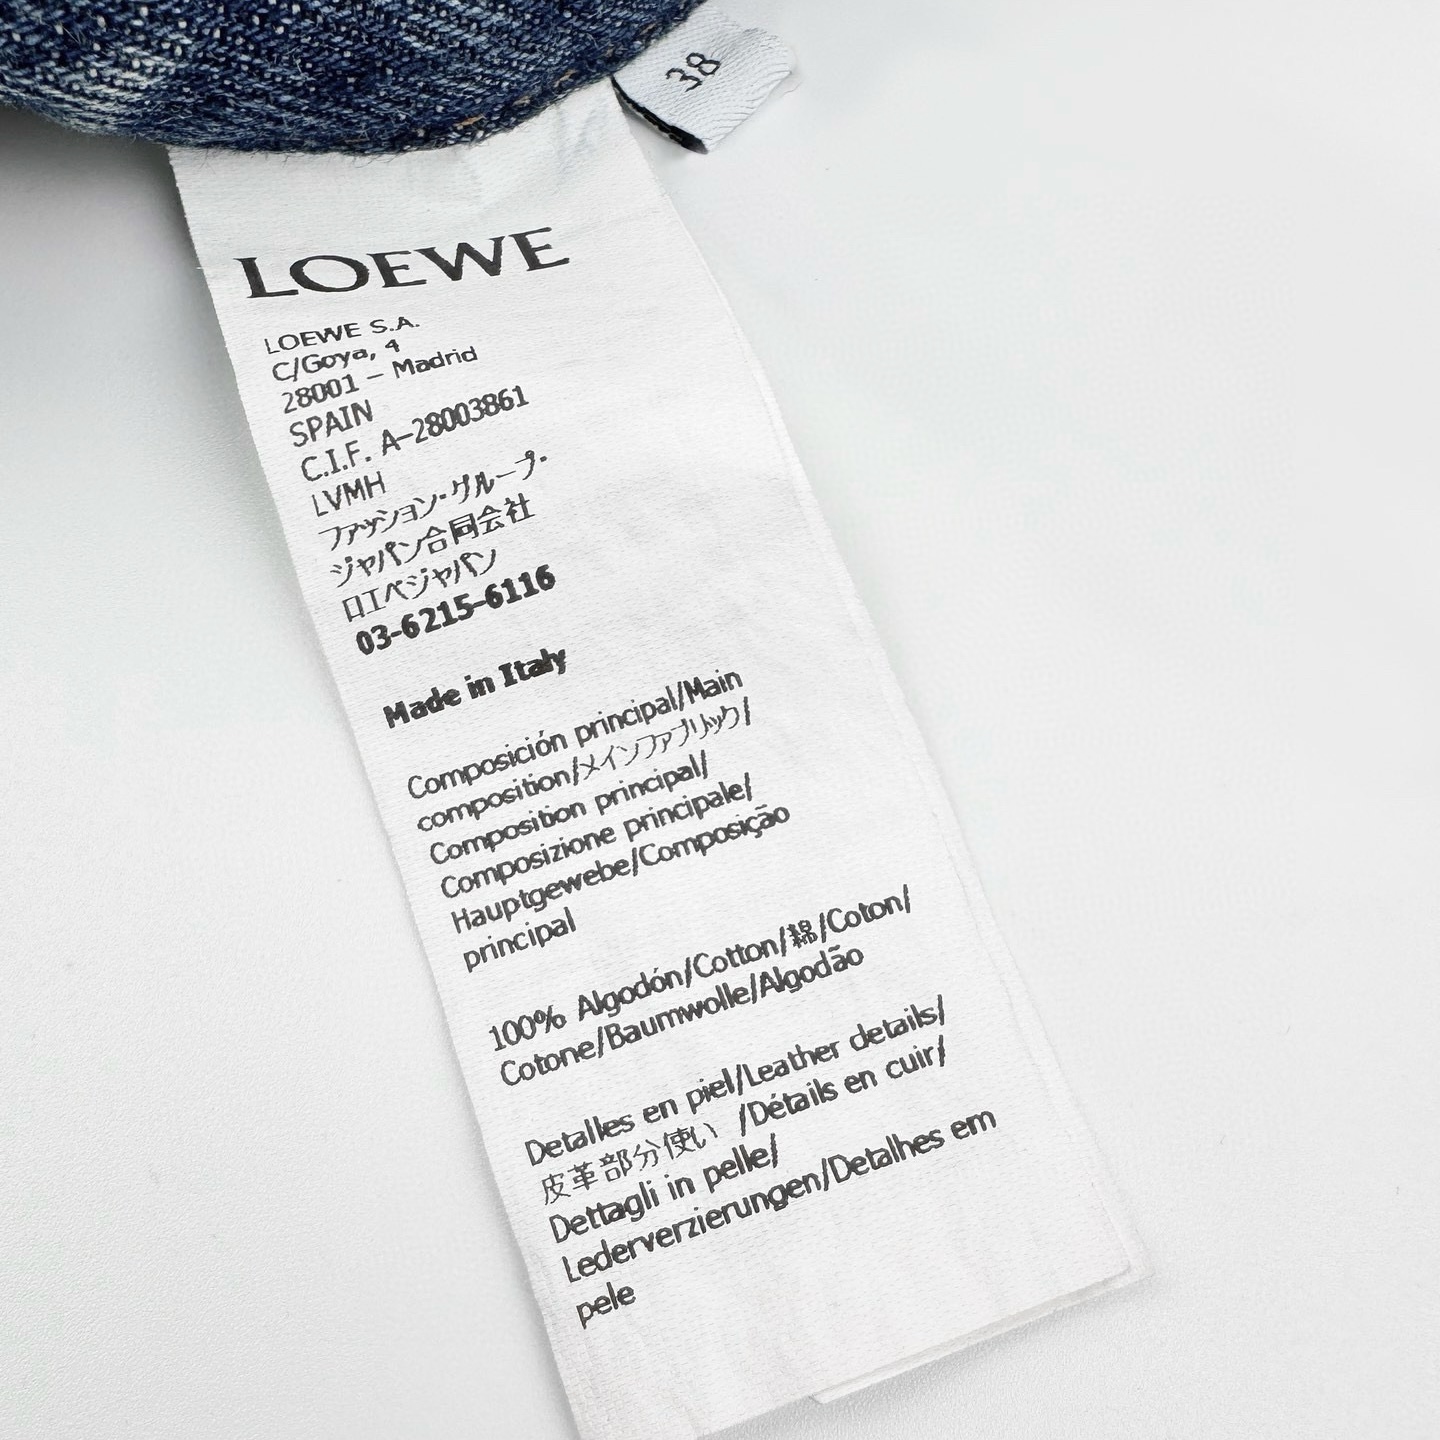 38
LOEWE
LOEWE S.A.
C/Goya, 4
28001 – Madrid
SPAIN
C.I.F. A-28003861
LVMH
ファッション・グループ・
ジャパン合同会社
ロエベジャパン
03-6215-6116
Made in Italy
Composición principal/Main
composition/メインファブリック/
Composition principal/
Composizione principale/
Hauptgewebe/Composição
principal
100% Algodón/Cotton/綿/Coton/
Cotone/Baumwolle/Algodão
Detalles en piel/Leather details/
皮革部分使い /Détails en cuir/
Dettagli in pelle/
Lederverzierungen/Detalhes em
pele